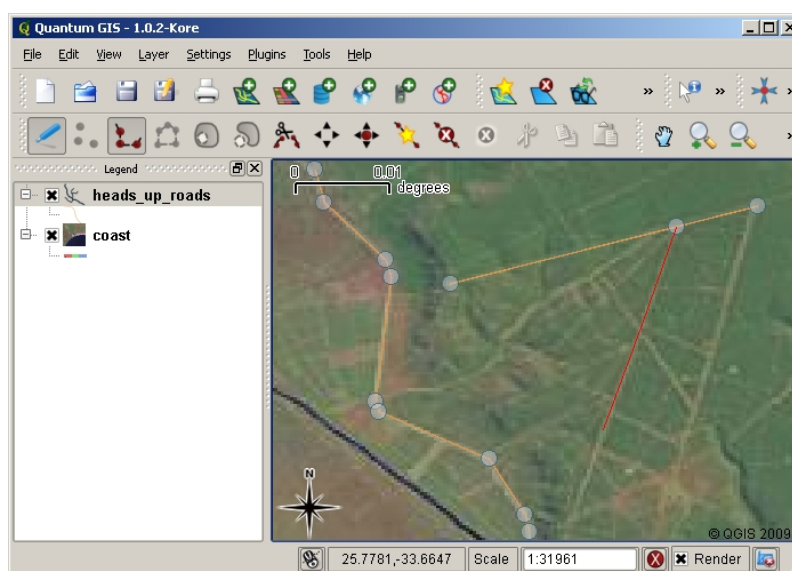 Quantum GIS - 1.0.2-Kore
File Edit View Layer Settings Plugins Tools Help
» » »
»
Legend
heads_up_roads
coast
0 0.01
degrees
N
© QGIS 2009
25.7781,-33.6647 Scale 1:31961 Render